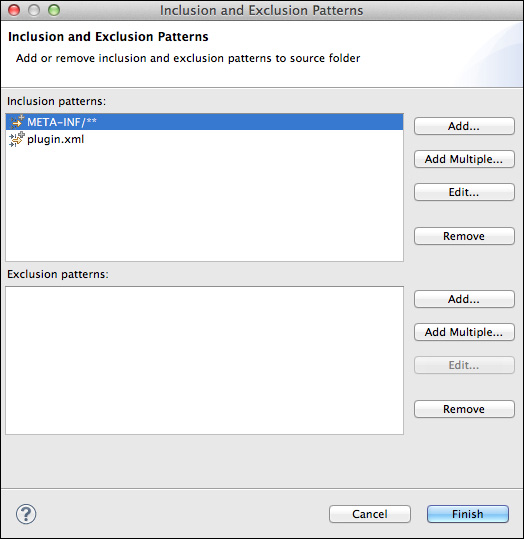 Inclusion and Exclusion Patterns
Inclusion and Exclusion Patterns
Add or remove inclusion and exclusion patterns to source folder
Inclusion patterns:
META-INF/**
plugin.xml
Add...
Add Multiple...
Edit...
Remove
Exclusion patterns:
Add...
Add Multiple...
Edit...
Remove
?
Cancel
Finish